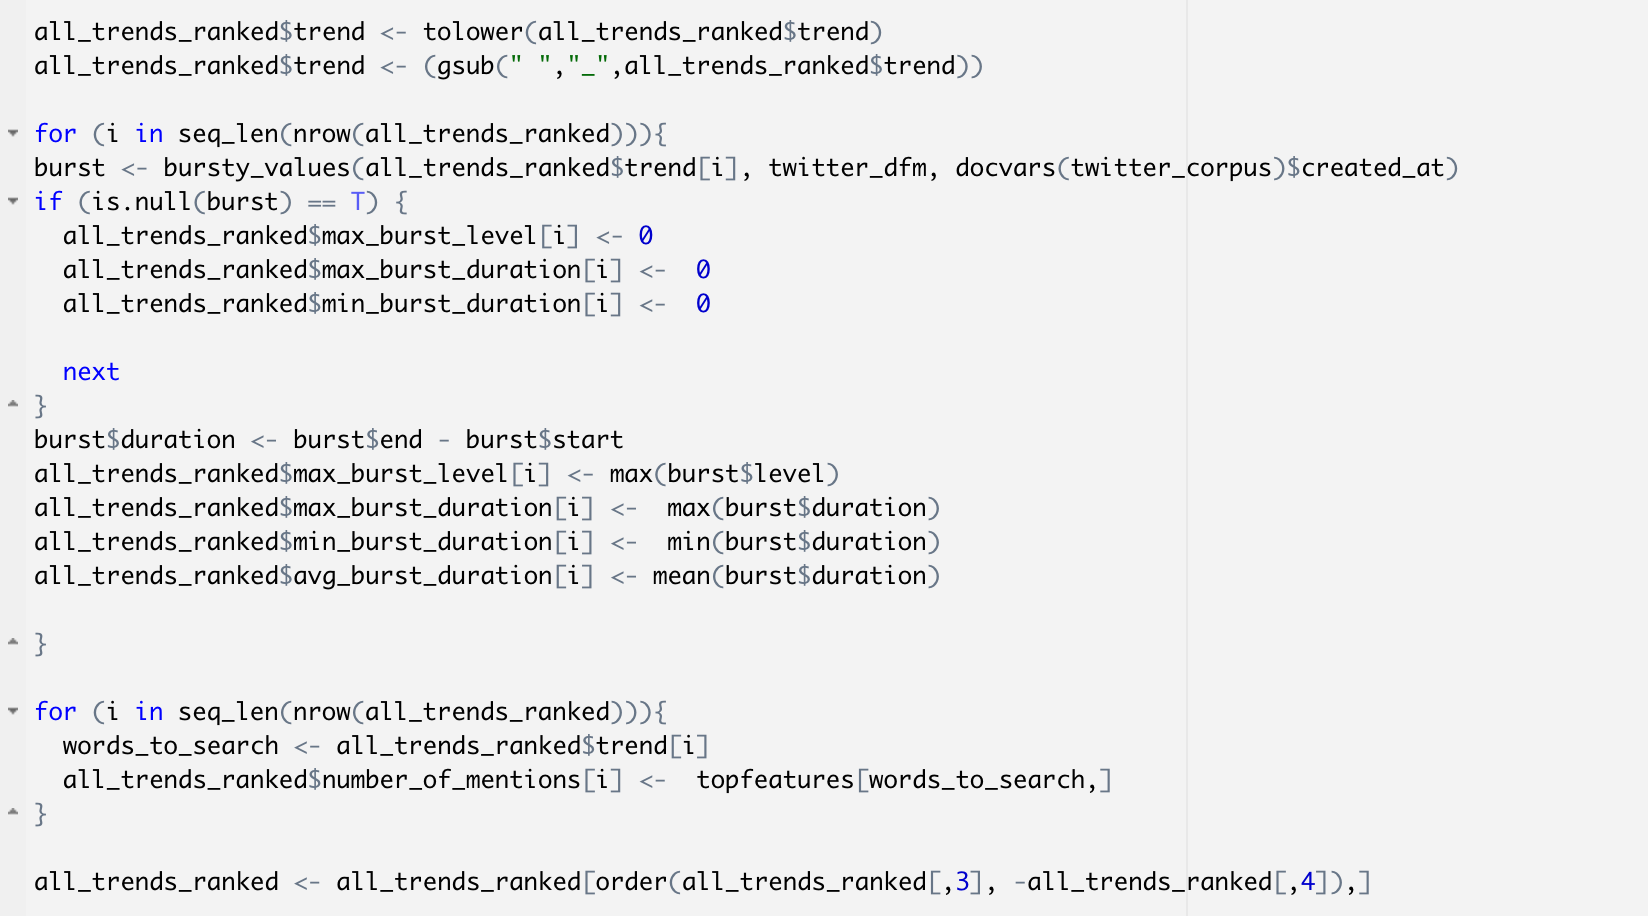 all_trends_ranked$trend <- tolower(all_trends_ranked$trend)
all_trends_ranked$trend <- (gsub(" ","_",all_trends_ranked$trend))
for (i in seq_len(nrow(all_trends_ranked))){
burst <- bursty_values(all_trends_ranked$trend[i], twitter_dfm, docvars(twitter_corpus)$created_at)
if (is.null(burst) == T) {
  all_trends_ranked$max_burst_level[i] <- 0
  all_trends_ranked$max_burst_duration[i] <-  0
  all_trends_ranked$min_burst_duration[i] <-  0
  next
}
burst$duration <- burst$end - burst$start
all_trends_ranked$max_burst_level[i] <- max(burst$level)
all_trends_ranked$max_burst_duration[i] <-  max(burst$duration)
all_trends_ranked$min_burst_duration[i] <-  min(burst$duration)
all_trends_ranked$avg_burst_duration[i] <- mean(burst$duration)
}
for (i in seq_len(nrow(all_trends_ranked))){
  words_to_search <- all_trends_ranked$trend[i]
  all_trends_ranked$number_of_mentions[i] <-  topfeatures[words_to_search,]
}
all_trends_ranked <- all_trends_ranked[order(all_trends_ranked[,3], -all_trends_ranked[,4]),]